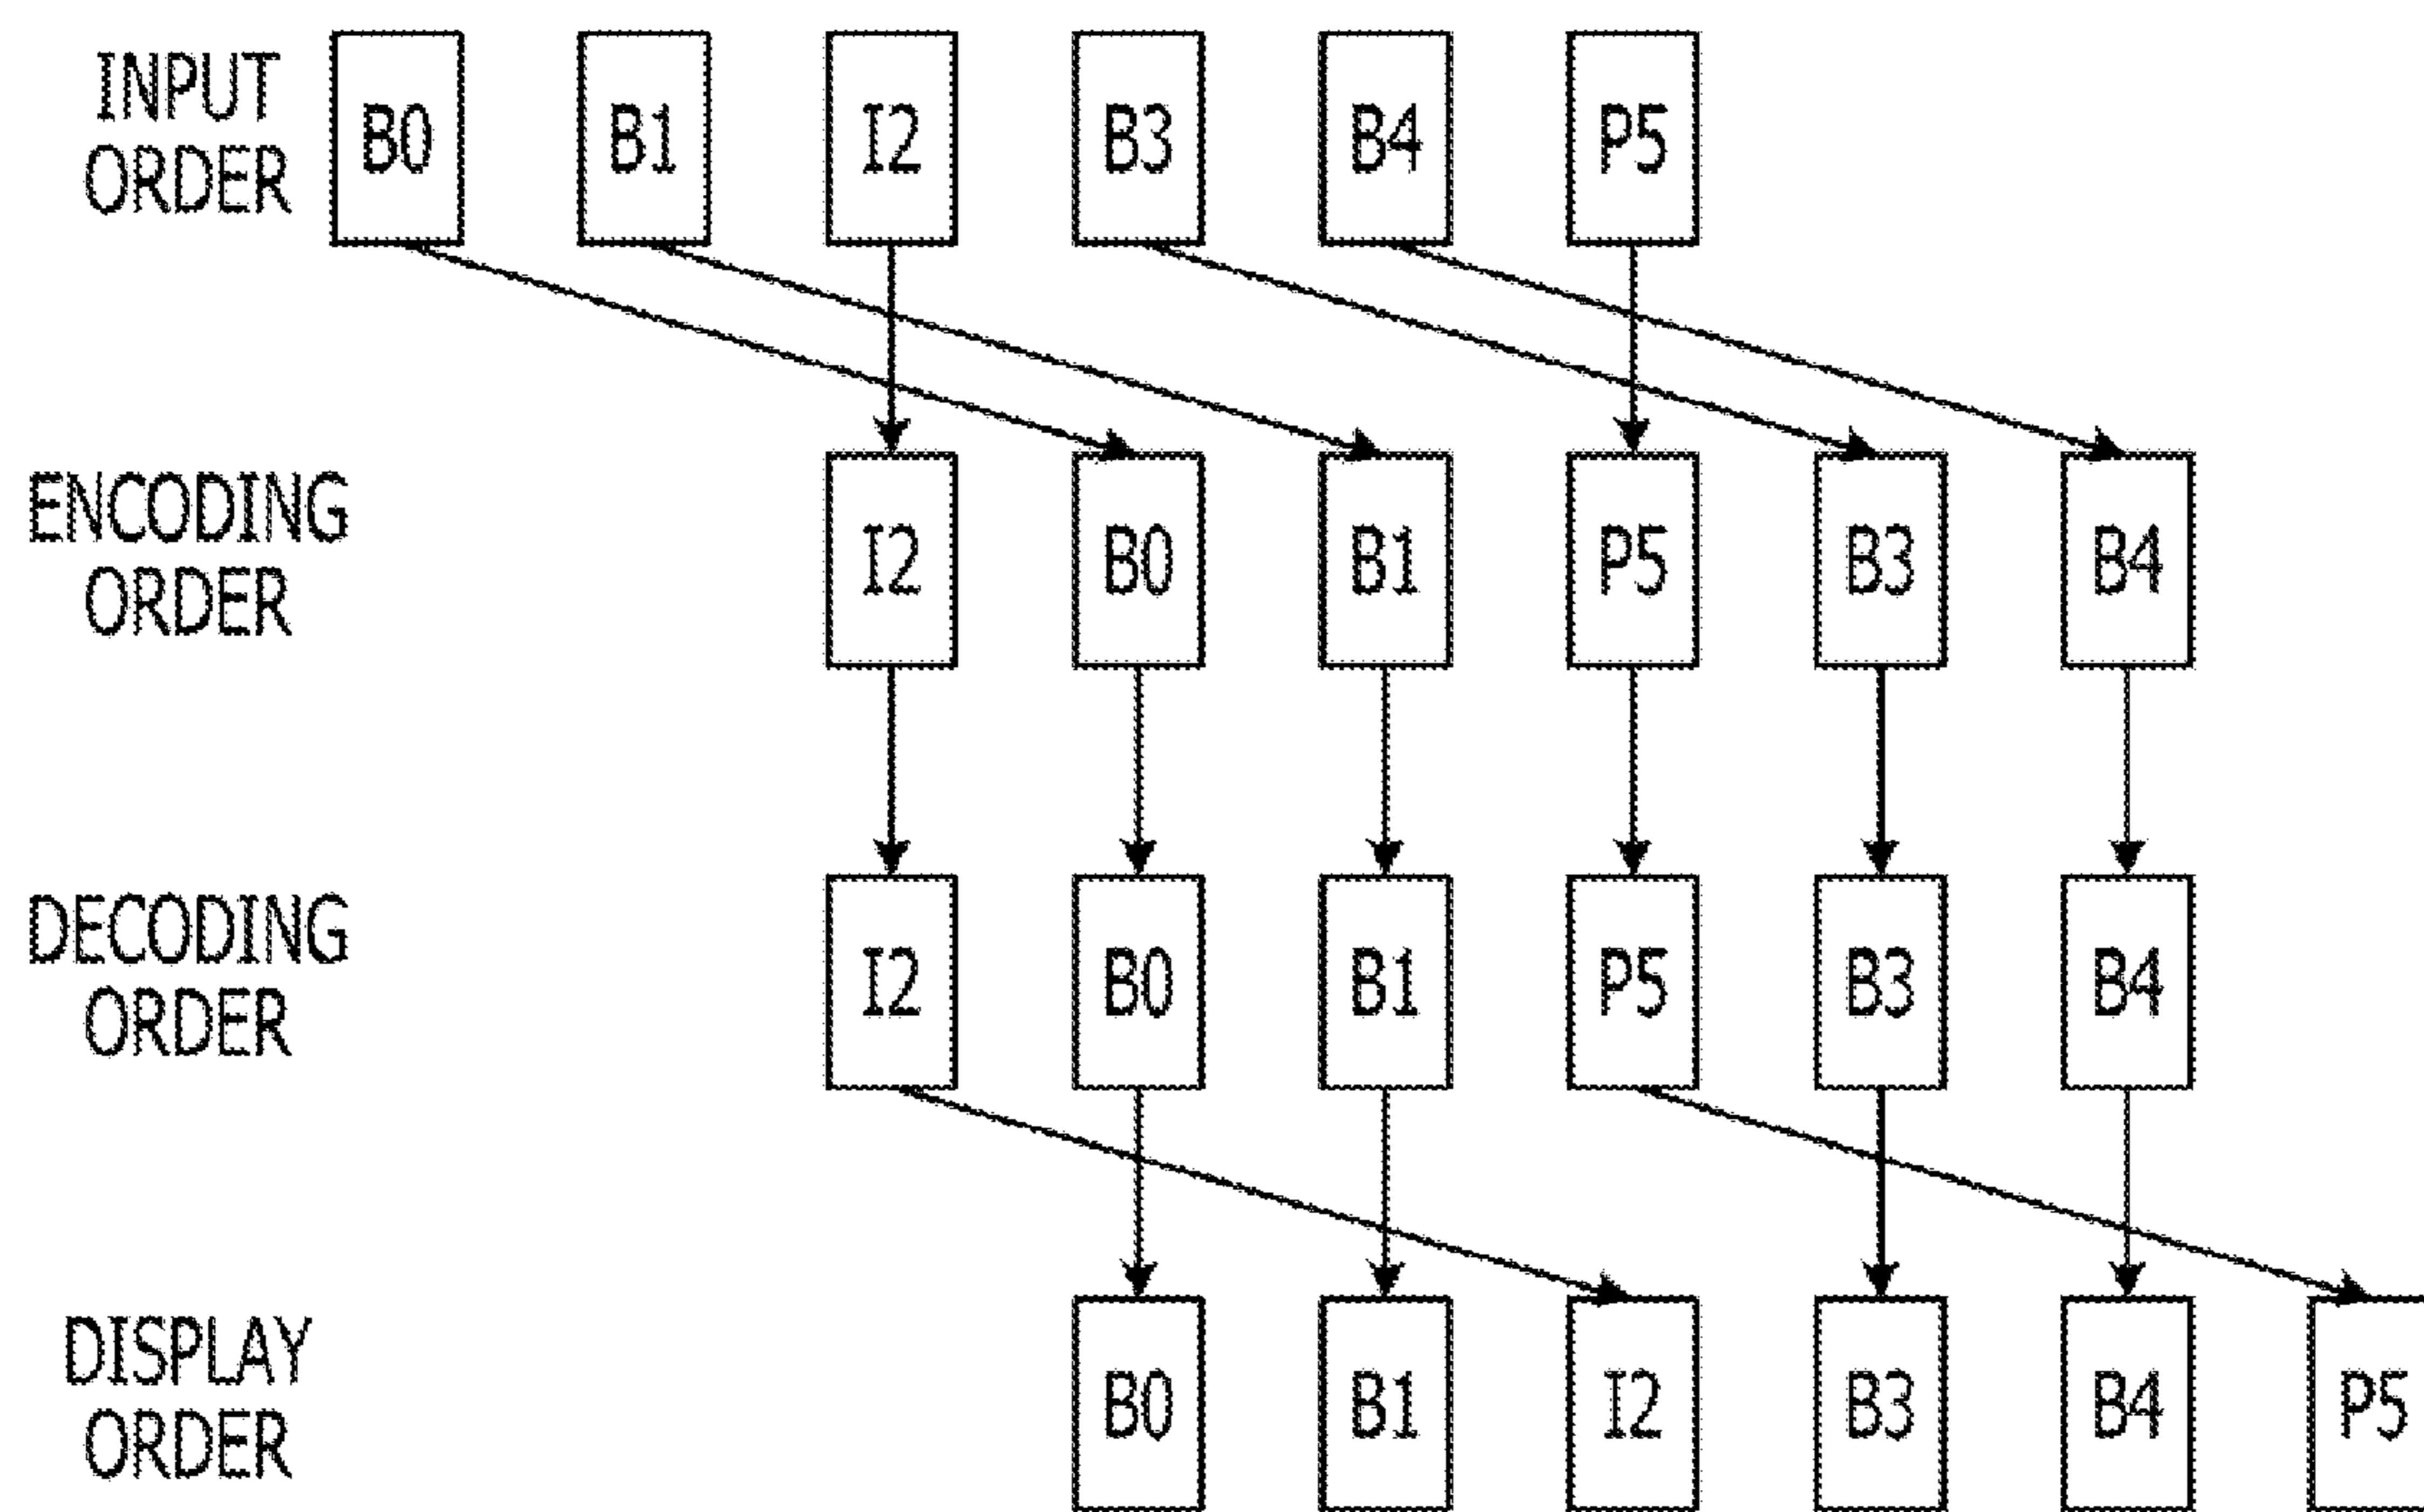 INPUT
ORDER
B0 B1 I2 B3 B4 P5
ENCODING
ORDER
I2 B0 B1 P5 B3 B4
DECODING
ORDER
I2 B0 B1 P5 B3 B4
DISPLAY
ORDER
B0 B1 I2 B3 B4 P5